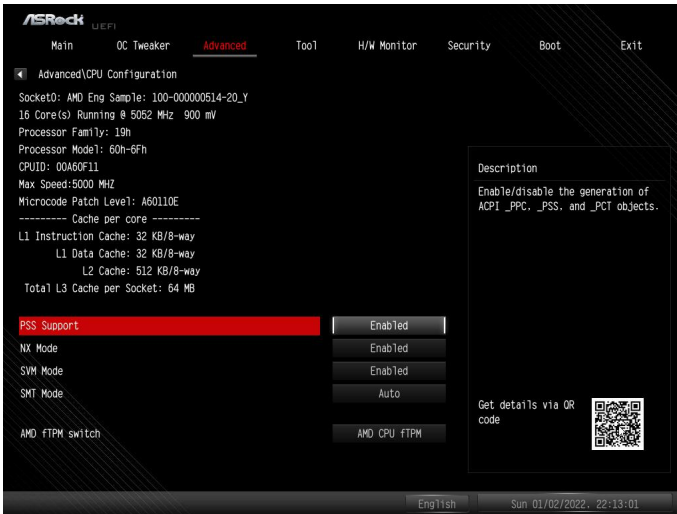 ASRock UEFI
Main OC Tweaker Advanced Tool H/W Monitor Security Boot Exit
Advanced\CPU Configuration
Socket0: AMD Eng Sample: 100-000000514-20_Y
16 Core(s) Running @ 5052 MHz 900 mV
Processor Family: 19h
Processor Model: 60h-6Fh
CPUID: 00A60F11
Max Speed:5000 MHZ
Microcode Patch Level: A60110E
--------- Cache per core ---------
L1 Instruction Cache: 32 KB/8-way
L1 Data Cache: 32 KB/8-way
L2 Cache: 512 KB/8-way
Total L3 Cache per Socket: 64 MB
PSS Support Enabled
NX Mode Enabled
SVM Mode Enabled
SMT Mode Auto
AMD fTPM switch AMD CPU fTPM
Description
Enable/disable the generation of
ACPI _PPC, _PSS, and _PCT objects.
Get details via QR
code
English Sun 01/02/2022, 22:13:01